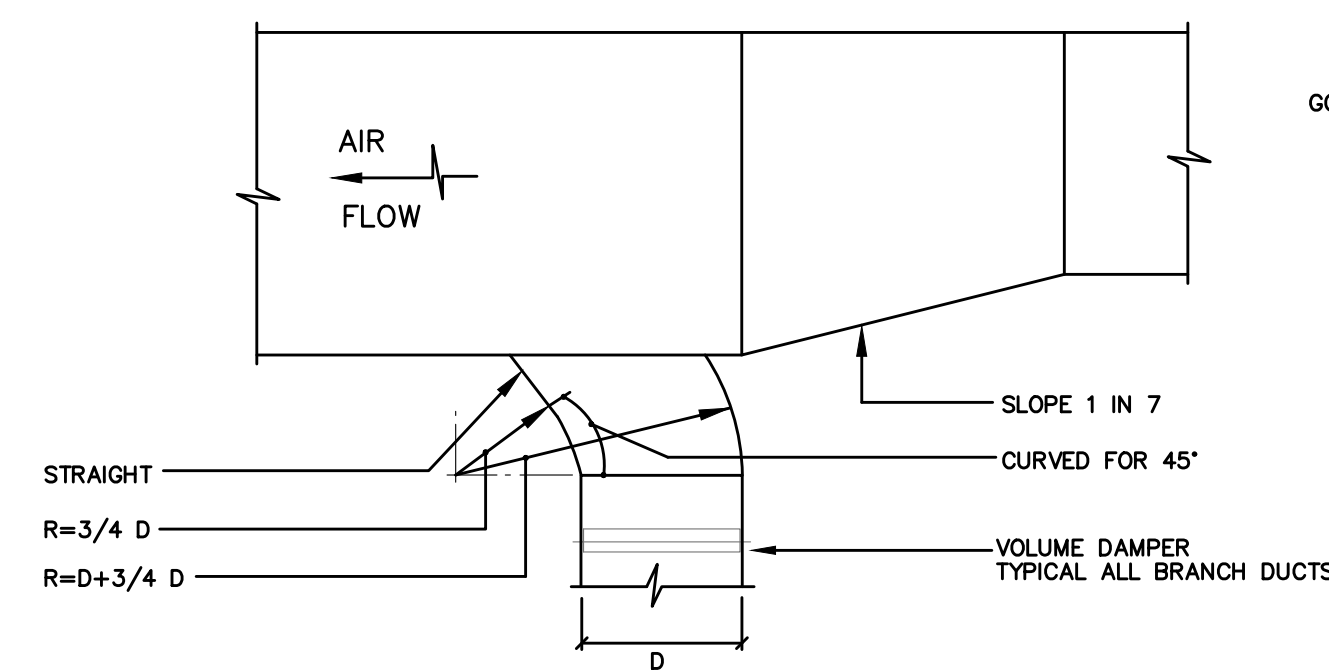 GO
AIR
FLOW
SLOPE 1 IN 7
CURVED FOR 45°
STRAIGHT
R=3/4 D
R=D+3/4 D
VOLUME DAMPER
TYPICAL ALL BRANCH DUCTS
D